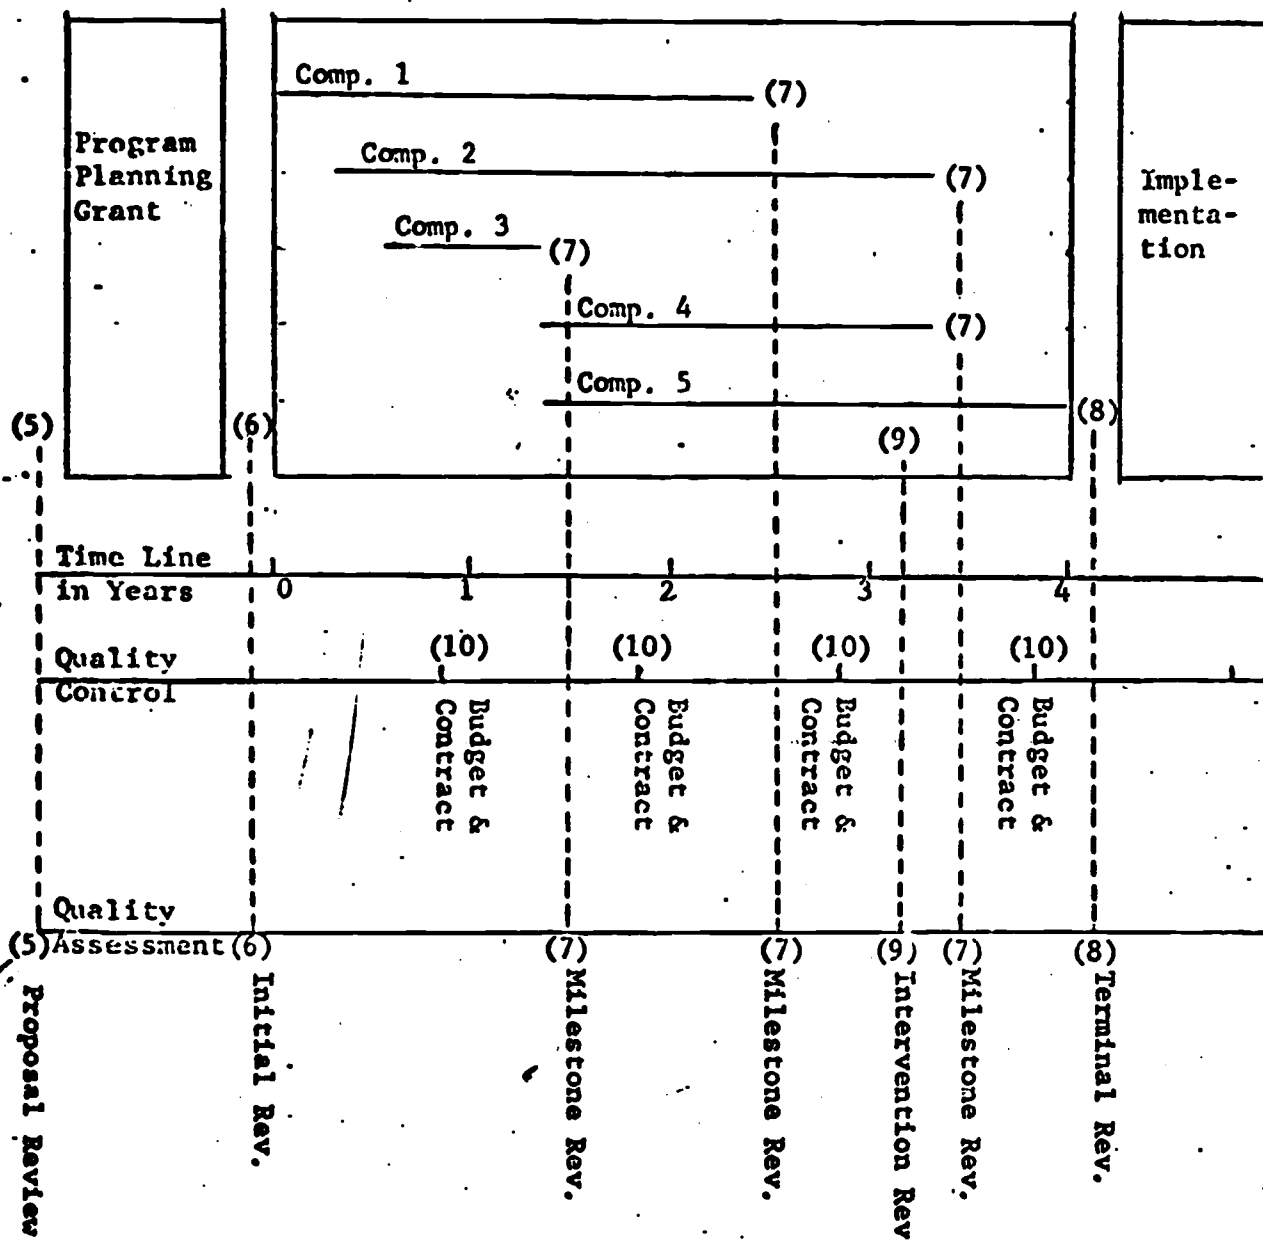 Comp. 1
(7)
Program
Planning
Grant
Comp. 2
(7)
Imple-
menta-
tion
Comp. 3
(7)
Comp. 4
(7)
Comp. 5
(5)
(6)
(8)
(9)
Time Line
in Years
0
1
2
3
4
Quality
Control
(10)
(10)
(10)
(10)
Budget &
Contract
Budget &
Contract
Budget &
Contract
Budget &
Contract
Quality
Assessment
(5)
(6)
(7)
(7)
(9)
(7)
(8)
Proposal Review
Initial Rev.
Milestone Rev.
Milestone Rev.
Intervention Rev
Milestone Rev.
Terminal Rev.